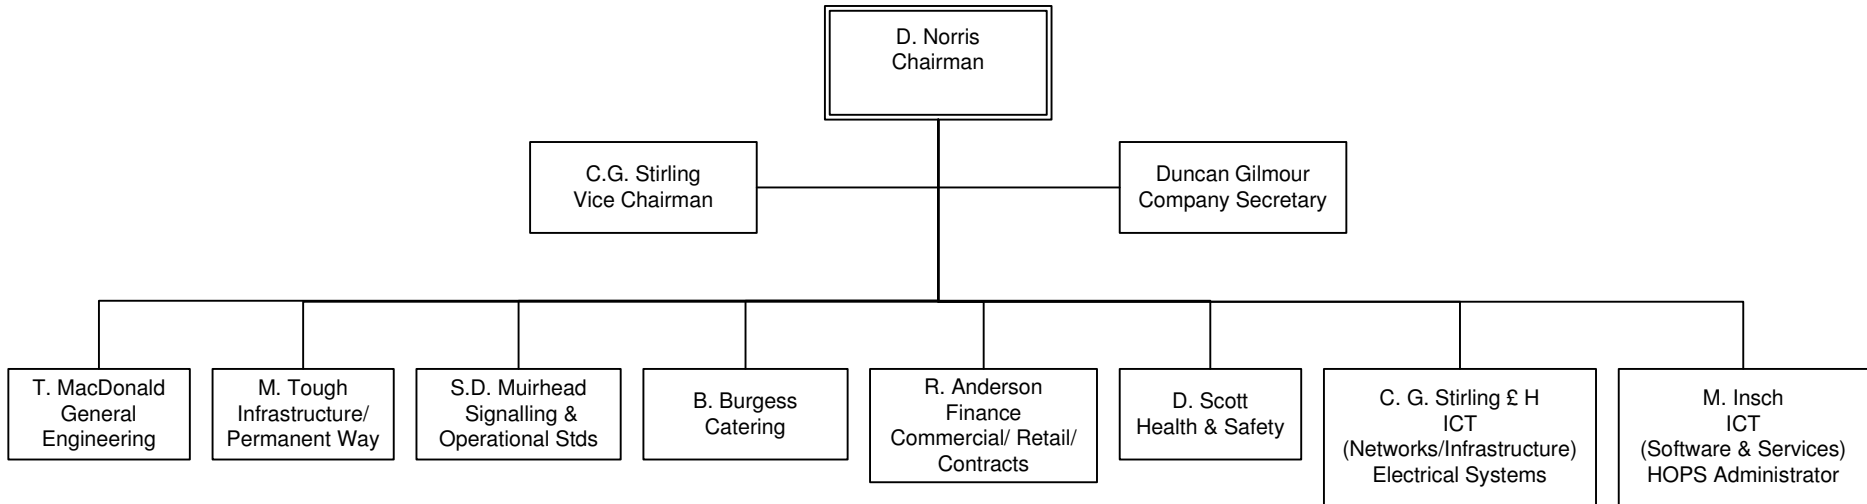 D. Norris
Chairman
C.G. Stirling
Vice Chairman
Duncan Gilmour
Company Secretary
T. MacDonald
General
Engineering
M. Tough
Infrastructure/
Permanent Way
S.D. Muirhead
Signalling &
Operational Stds
B. Burgess
Catering
R. Anderson
Finance
Commercial/ Retail/
Contracts
D. Scott
Health & Safety
C. G. Stirling £ H
ICT
(Networks/Infrastructure)
Electrical Systems
M. Insch
ICT
(Software & Services)
HOPS Administrator